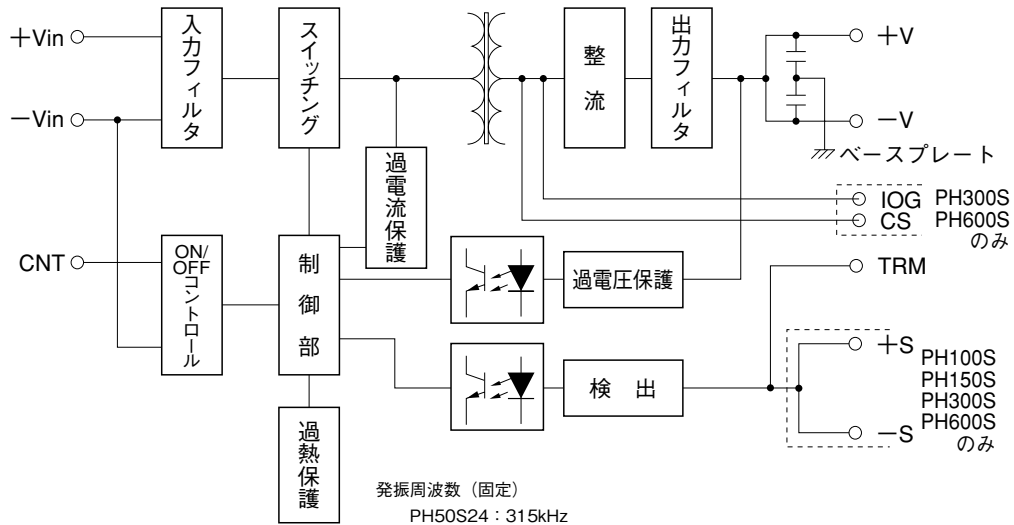 ＋Vin
－Vin
CNT
入力フィルタ
スイッチング
過電流保護
ON/
OFF
コントロール
制御部
過熱保護
整流
出力フィルタ
過電圧保護
検 出
＋V
－V
ベースプレート
IOG
CS
PH300S
PH600S
のみ
TRM
＋S
－S
PH100S
PH150S
PH300S
PH600S
のみ
発振周波数（固定）
PH50S24：315kHz